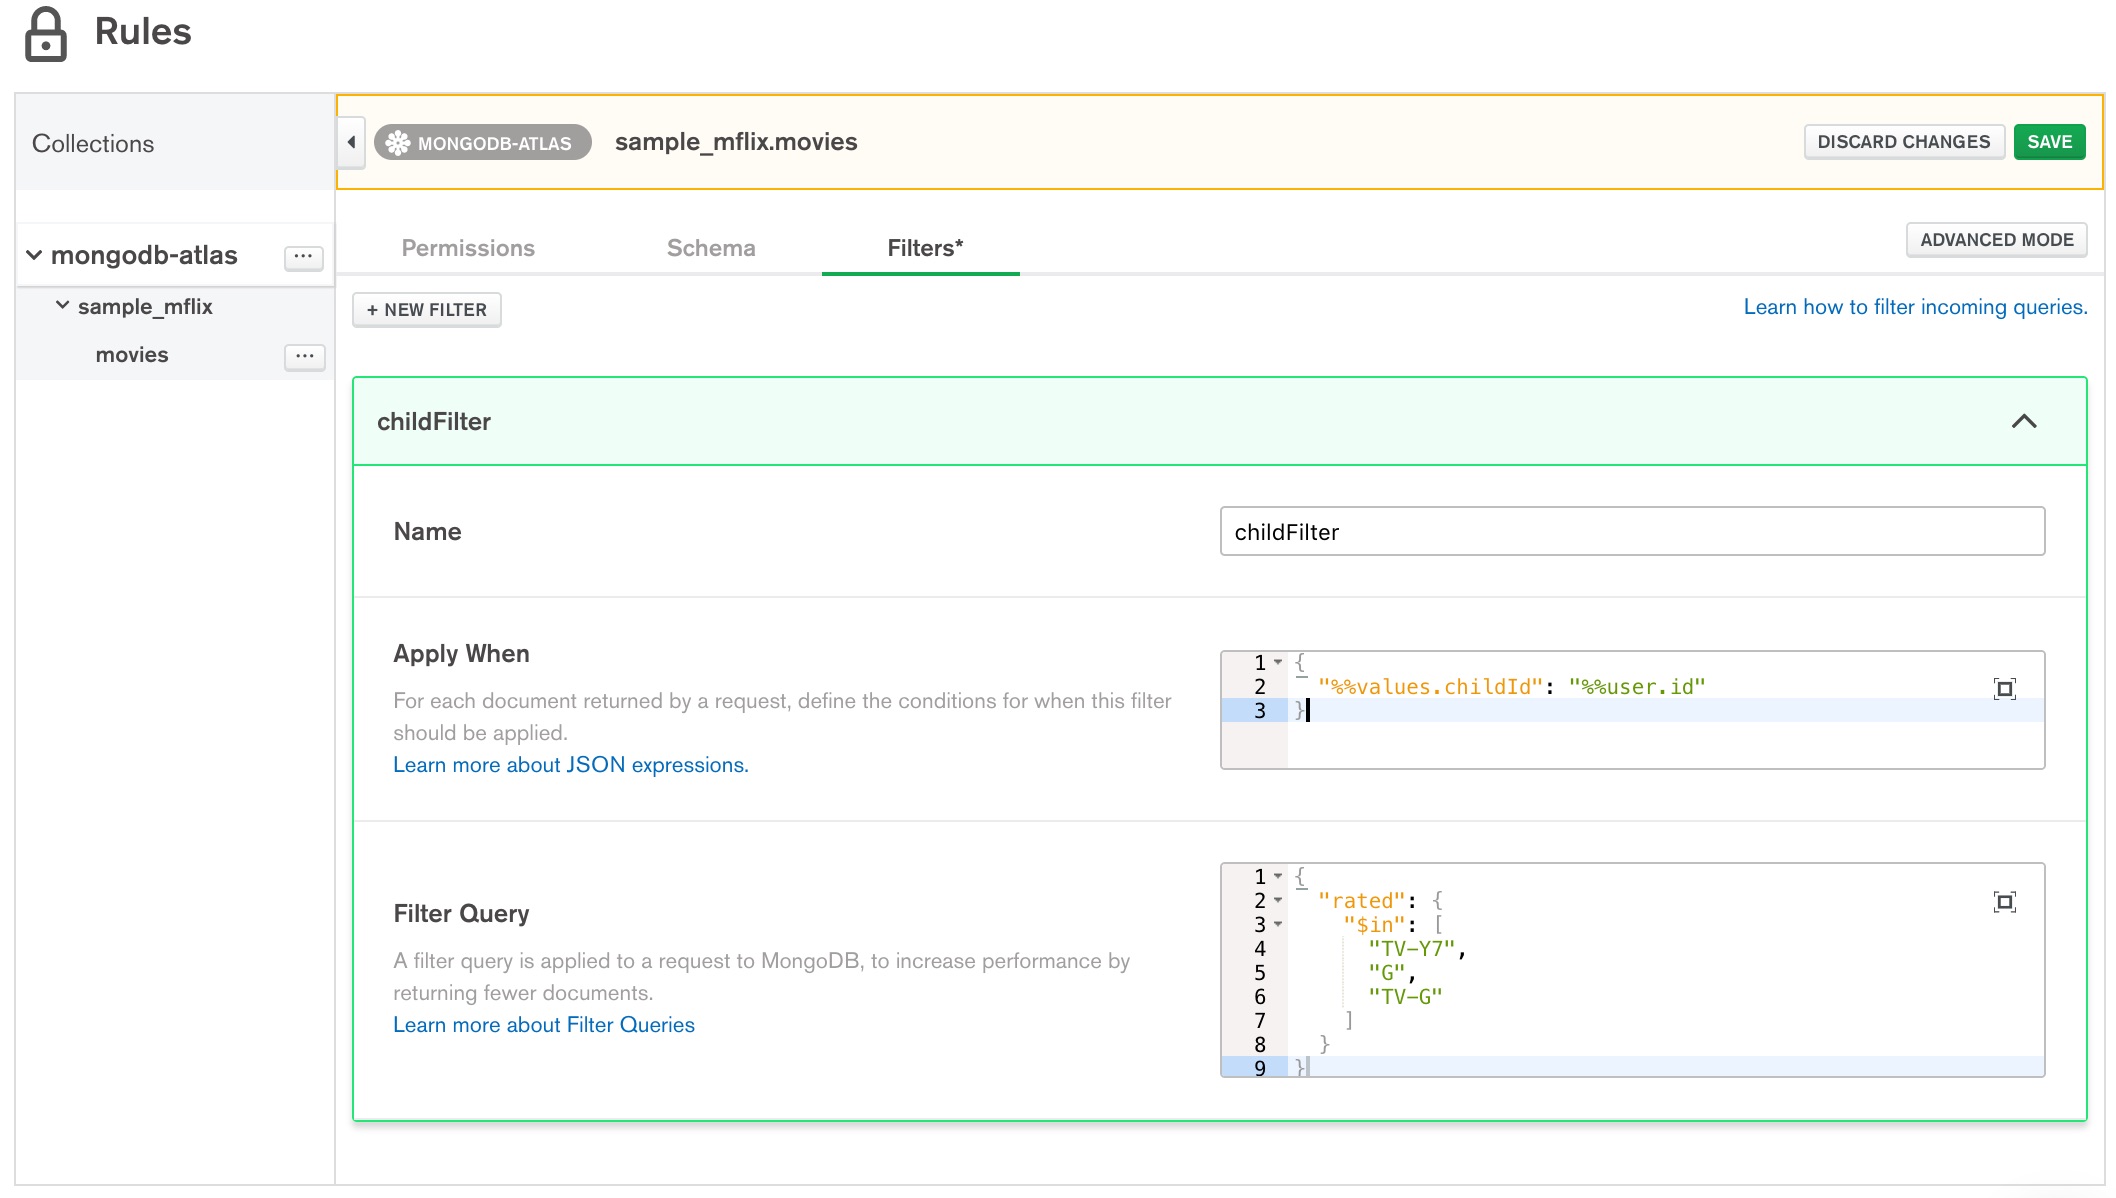 Rules
Collections
MONGODB-ATLAS sample_mflix.movies DISCARD CHANGES SAVE
mongodb-atlas ...
sample_mflix
movies ...
Permissions Schema Filters* ADVANCED MODE
+ NEW FILTER Learn how to filter incoming queries.
childFilter
Name childFilter
Apply When
For each document returned by a request, define the conditions for when this filter
should be applied.
Learn more about JSON expressions.
1 {
2 "%%values.childId": "%%user.id"
3 }
Filter Query
A filter query is applied to a request to MongoDB, to increase performance by
returning fewer documents.
Learn more about Filter Queries
1 {
2 "rated": {
3 "$in": [
4 "TV-Y7",
5 "G",
6 "TV-G"
7 ]
8 }
9 }